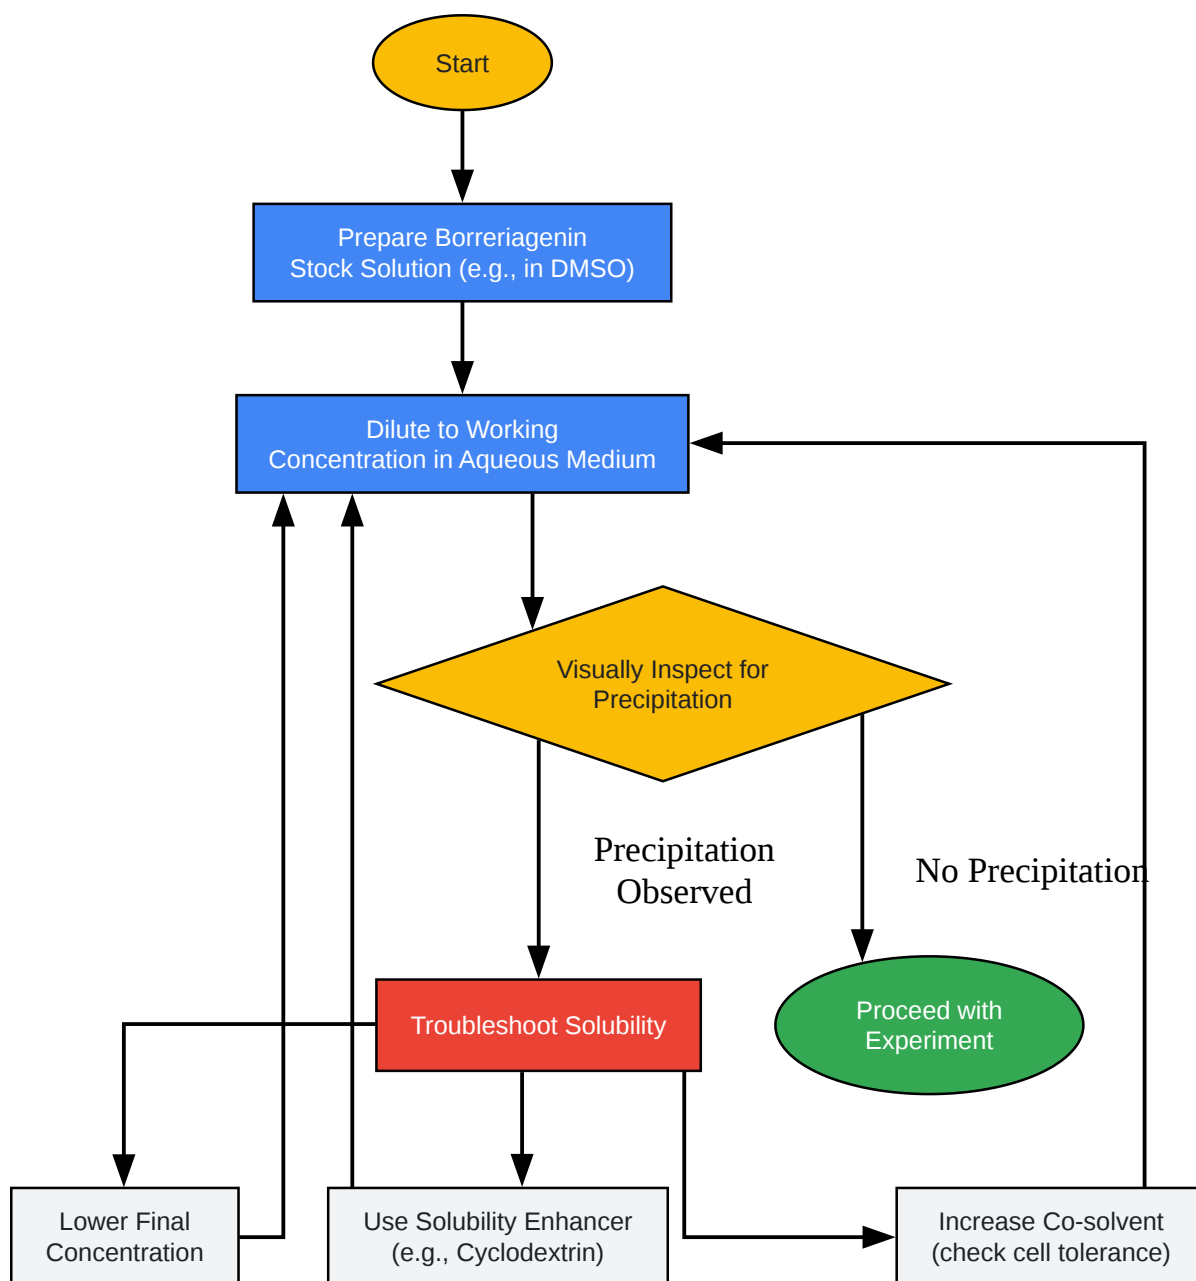 Start
Prepare Borreriagenin
Stock Solution (e.g., in DMSO)
Dilute to Working
Concentration in Aqueous Medium
Visually Inspect for
Precipitation
Precipitation
Observed
No Precipitation
Troubleshoot Solubility
Proceed with
Experiment
Lower Final
Concentration
Use Solubility Enhancer
(e.g., Cyclodextrin)
Increase Co-solvent
(check cell tolerance)